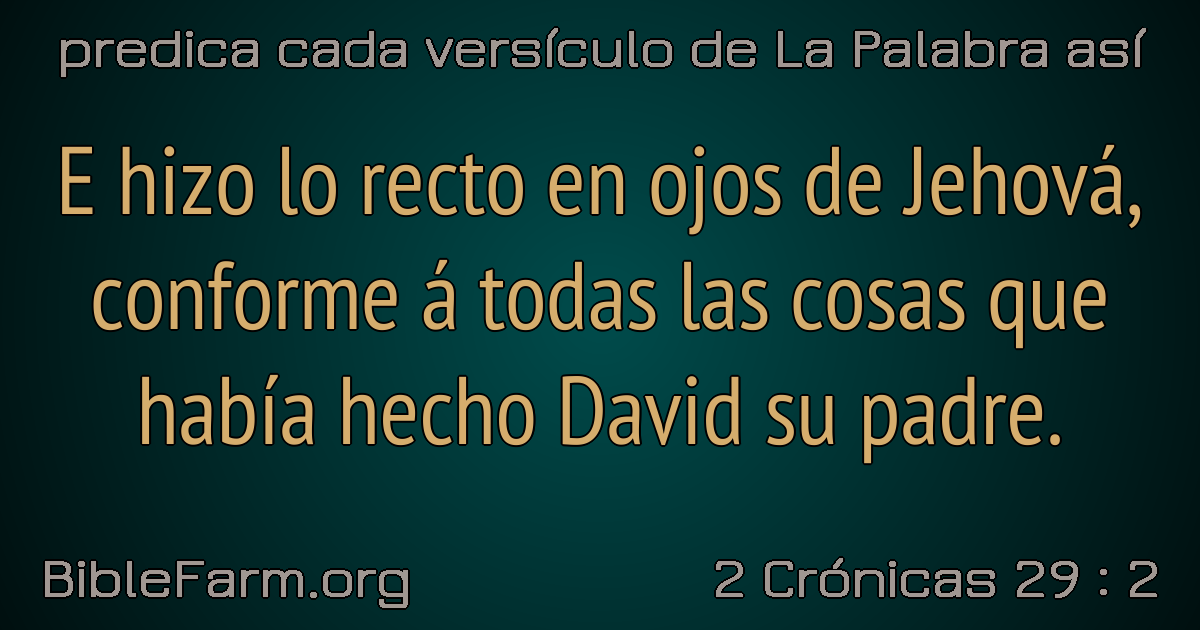 predica cada versículo de La Palabra así
E hizo lo recto en ojos de Jehová,
conforme á todas las cosas que
había hecho David su padre.
BibleFarm.org
2 Crónicas 29 : 2